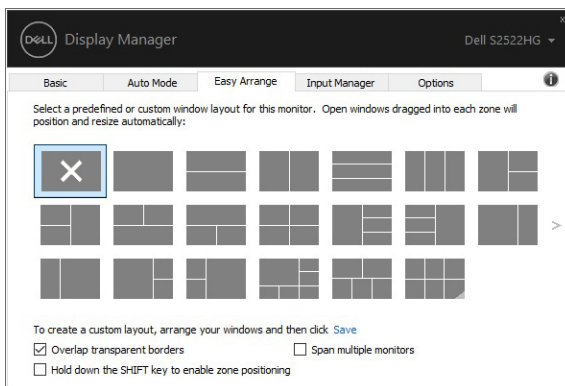 DELL Display Manager
Dell S2522HG
Basic Auto Mode Easy Arrange Input Manager Options
Select a predefined or custom window layout for this monitor. Open windows dragged into each zone will
position and resize automatically:
To create a custom layout, arrange your windows and then click Save
Overlap transparent borders Span multiple monitors
Hold down the SHIFT key to enable zone positioning